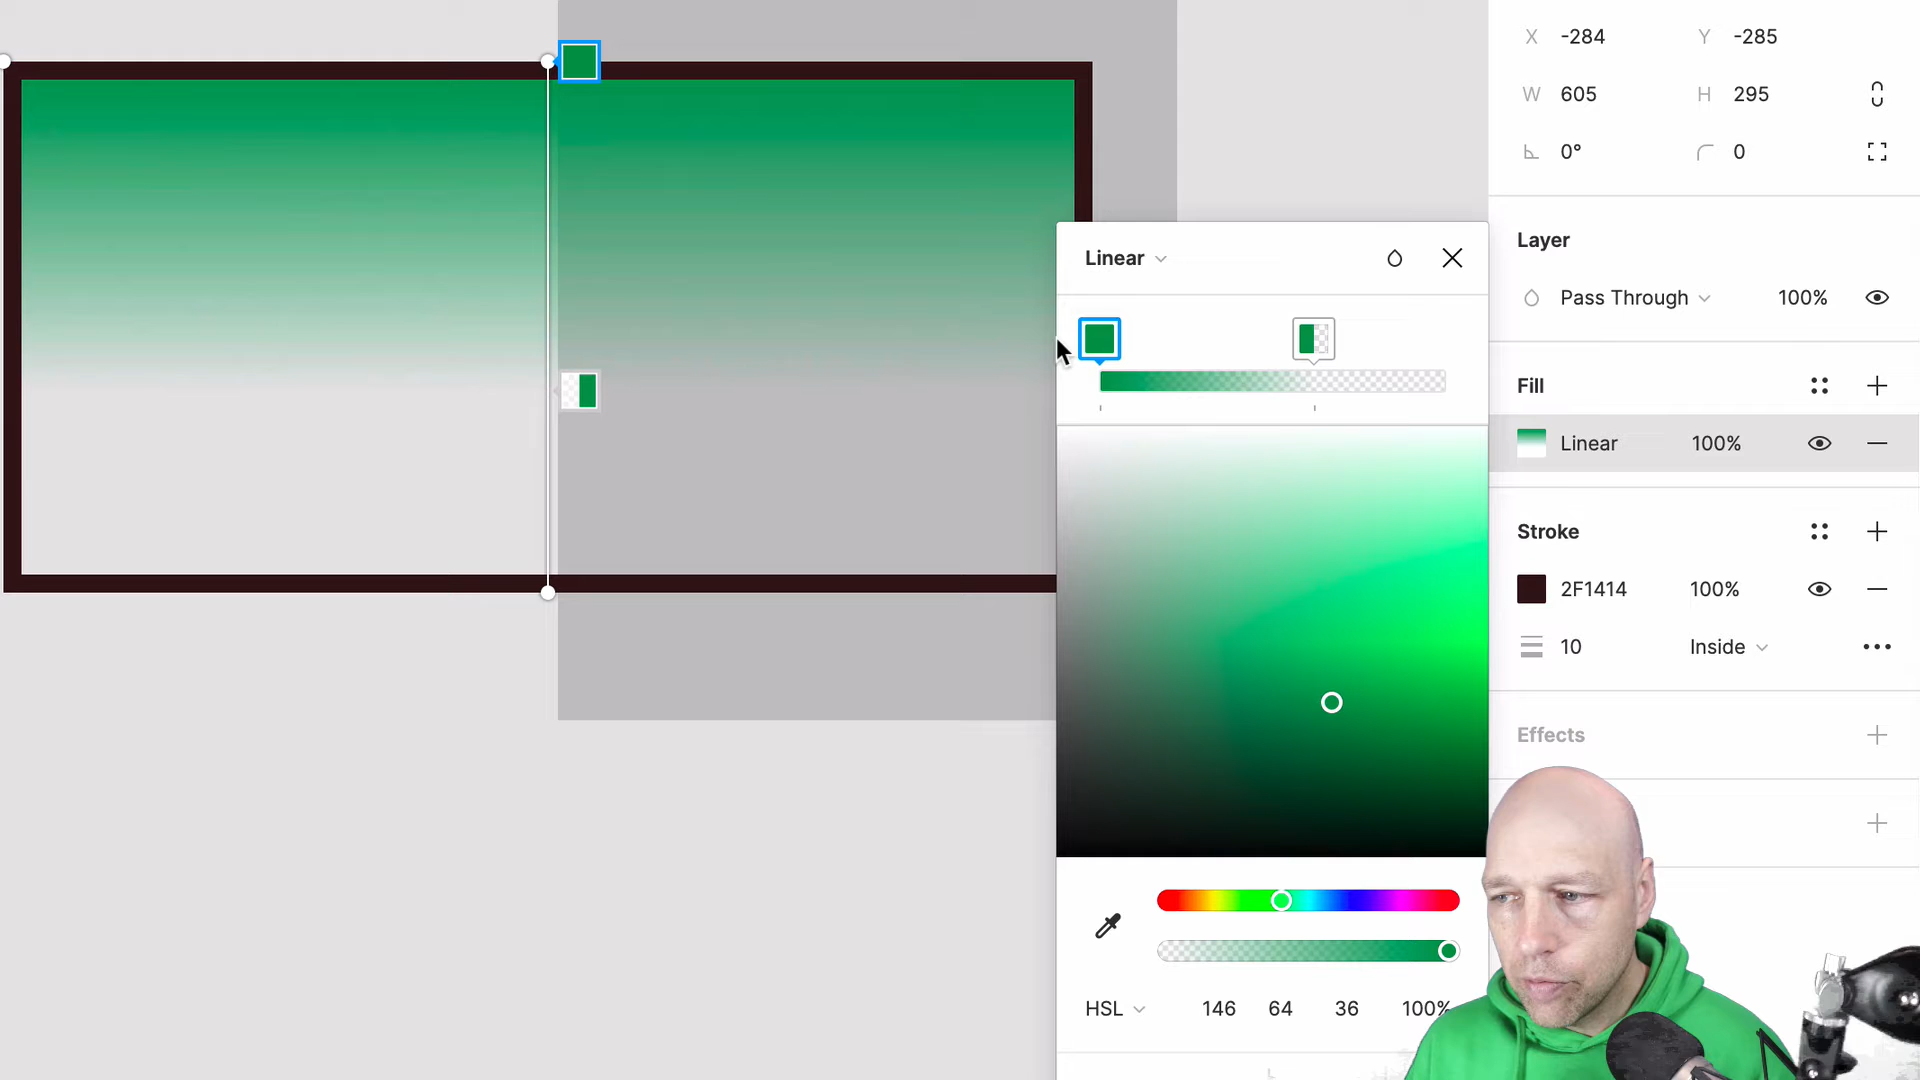 X -284 Y -285
W 605 H 295
0° 0
Layer
Pass Through 100%
Fill
Linear 100%
Stroke
2F1414 100%
10 Inside
Effects
Linear
HSL 146 64 36 100%